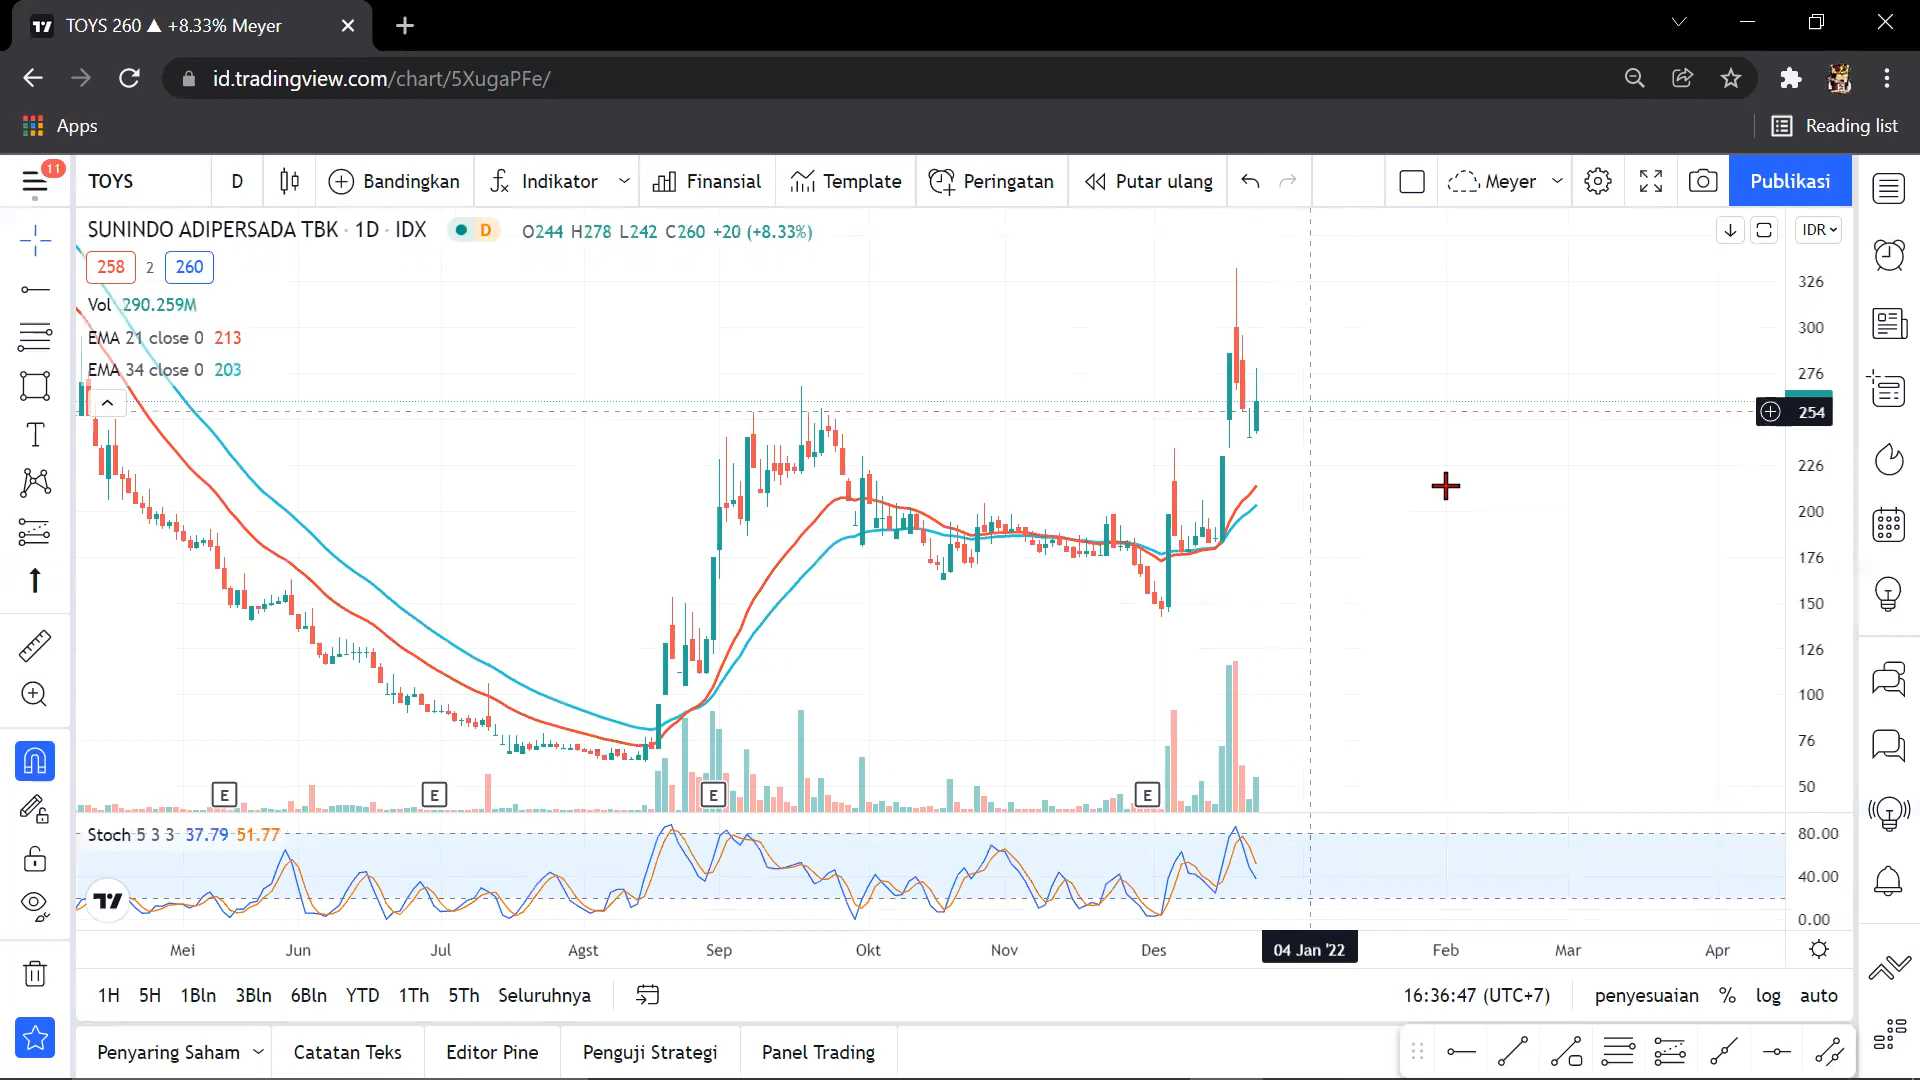 TOYS 260 ▲ +8.33% Meyer
id.tradingview.com/chart/5XugaPFe/
Apps
Reading list
11
TOYS D Bandingkan Indikator Finansial Template Peringatan Putar ulang Meyer Publikasi
SUNINDO ADIPERSADA TBK · 1D · IDX D O244 H278 L242 C260 +20 (+8.33%)
IDR
258 2 260
Vol 290.259M
EMA 21 close 0 213
EMA 34 close 0 203
326
300
276
254
226
200
176
150
126
100
76
50
E E E E
Stoch 5 3 3 37.79 51.77
80.00
40.00
0.00
Mei Jun Jul Agst Sep Okt Nov Des 04 Jan '22 Feb Mar Apr
1H 5H 1Bln 3Bln 6Bln YTD 1Th 5Th Seluruhnya 16:36:47 (UTC+7) penyesuaian % log auto
Penyaring Saham Catatan Teks Editor Pine Penguji Strategi Panel Trading